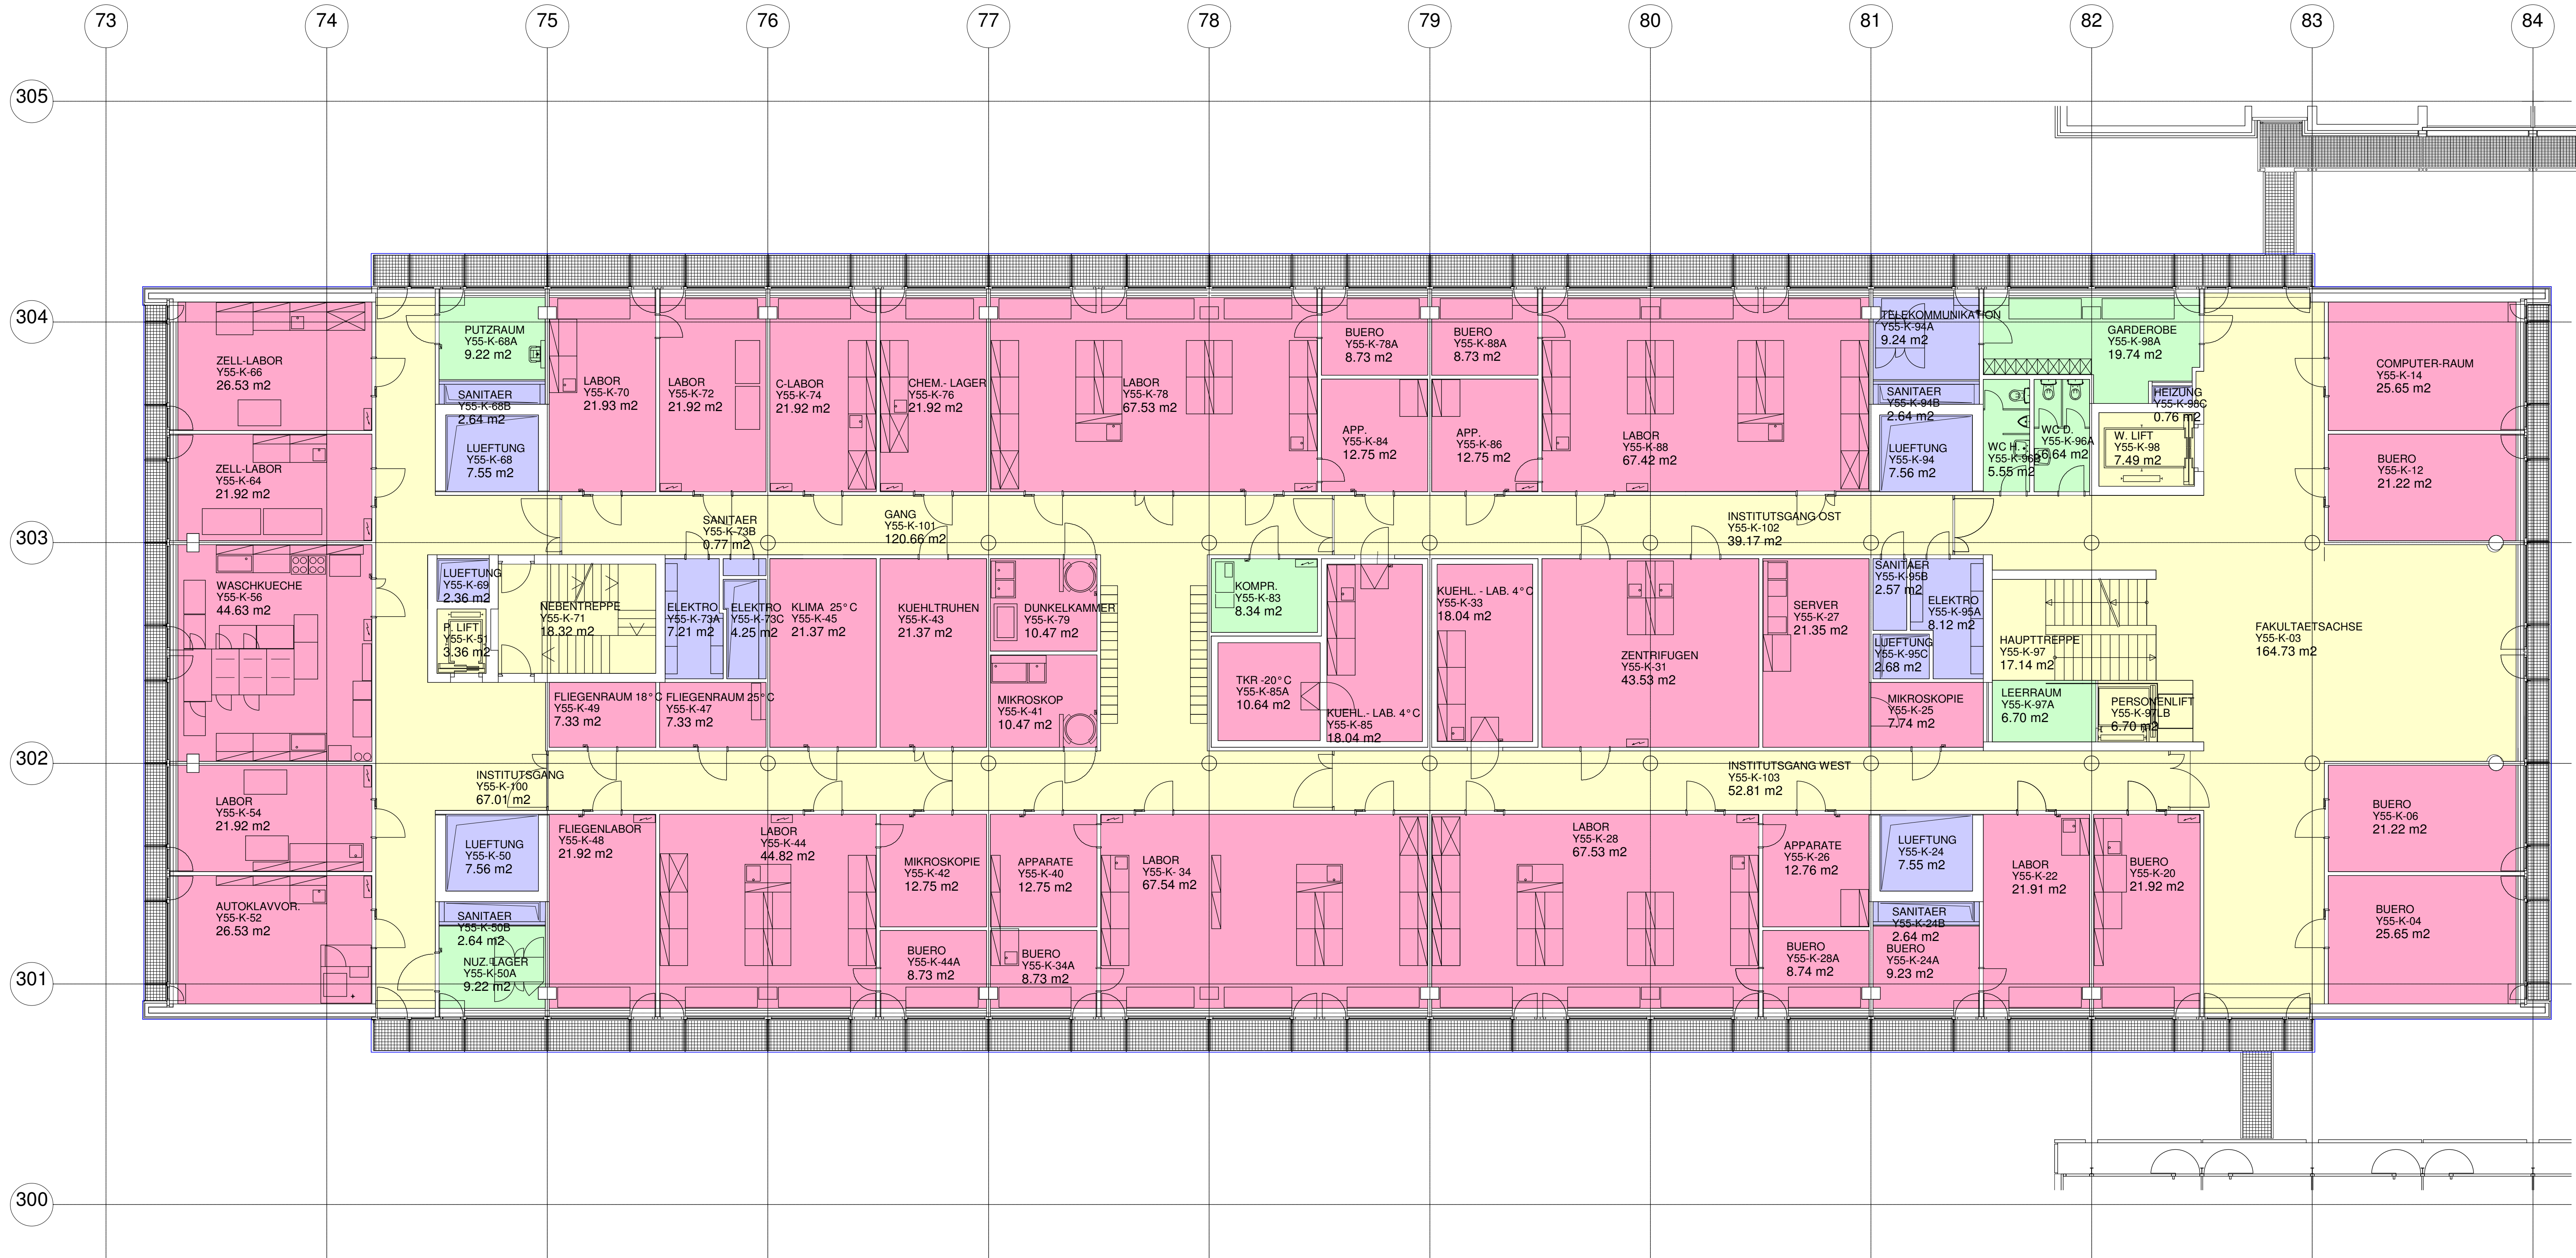 73
74
75
76
77
78
79
80
81
82
83
84
305
304
303
302
301
300
ZELL-LABOR
Y55-K-66
26.53 m2
PUTZRAUM
Y55-K-68A
9.22 m2
SANITAER
Y55-K-68B
2.64 m2
LUEFTUNG
Y55-K-68
7.55 m2
LABOR
Y55-K-70
21.93 m2
LABOR
Y55-K-72
21.92 m2
C-LABOR
Y55-K-74
21.92 m2
CHEM.- LAGER
Y55-K-76
21.92 m2
LABOR
Y55-K-78
67.53 m2
BUERO
Y55-K-78A
8.73 m2
BUERO
Y55-K-88A
8.73 m2
APP.
Y55-K-84
12.75 m2
APP.
Y55-K-86
12.75 m2
LABOR
Y55-K-88
67.42 m2
TELEKOMMUNIKATION
Y55-K-94A
9.24 m2
SANITAER
Y55-K-94B
2.64 m2
LUEFTUNG
Y55-K-94
7.56 m2
GARDEROBE
Y55-K-98A
19.74 m2
HEIZUNG
Y55-K-98C
0.76 m2
WC H.
Y55-K-96B
5.55 m2
WC D.
Y55-K-96A
6.64 m2
W. LIFT
Y55-K-98
7.49 m2
COMPUTER-RAUM
Y55-K-14
25.65 m2
BUERO
Y55-K-12
21.22 m2
ZELL-LABOR
Y55-K-64
21.92 m2
SANITAER
Y55-K-73B
0.77 m2
GANG
Y55-K-101
120.66 m2
INSTITUTSGANG OST
Y55-K-102
39.17 m2
WASCHKUECHE
Y55-K-56
44.63 m2
LUEFTUNG
Y55-K-69
2.36 m2
P. LIFT
Y55-K-51
3.36 m2
NEBENTREPPE
Y55-K-71
18.32 m2
ELEKTRO
Y55-K-73A
7.21 m2
ELEKTRO
Y55-K-73C
4.25 m2
KLIMA 25°C
Y55-K-45
21.37 m2
KUEHLTRUHEN
Y55-K-43
21.37 m2
DUNKELKAMMER
Y55-K-79
10.47 m2
KOMPR.
Y55-K-83
8.34 m2
KUEHL. - LAB. 4°C
Y55-K-33
18.04 m2
ZENTRIFUGEN
Y55-K-31
43.53 m2
SERVER
Y55-K-27
21.35 m2
SANITAER
Y55-K-95B
2.57 m2
ELEKTRO
Y55-K-95A
8.12 m2
LUEFTUNG
Y55-K-95C
2.68 m2
HAUPTTREPPE
Y55-K-97
17.14 m2
FAKULTAETSACHSE
Y55-K-03
164.73 m2
FLIEGENRAUM 18°C
Y55-K-49
7.33 m2
FLIEGENRAUM 25°C
Y55-K-47
7.33 m2
MIKROSKOP
Y55-K-41
10.47 m2
TKR -20°C
Y55-K-85A
10.64 m2
KUEHL.- LAB. 4°C
Y55-K-85
18.04 m2
MIKROSKOPIE
Y55-K-25
7.74 m2
LEERRAUM
Y55-K-97A
6.70 m2
PERSONENLIFT
Y55-K-97LB
6.70 m2
INSTITUTSGANG
Y55-K-100
67.01 m2
INSTITUTSGANG WEST
Y55-K-103
52.81 m2
LABOR
Y55-K-54
21.92 m2
LUEFTUNG
Y55-K-50
7.56 m2
FLIEGENLABOR
Y55-K-48
21.92 m2
LABOR
Y55-K-44
44.82 m2
MIKROSKOPIE
Y55-K-42
12.75 m2
APPARATE
Y55-K-40
12.75 m2
LABOR
Y55-K- 34
67.54 m2
LABOR
Y55-K-28
67.53 m2
APPARATE
Y55-K-26
12.76 m2
LUEFTUNG
Y55-K-24
7.55 m2
LABOR
Y55-K-22
21.91 m2
BUERO
Y55-K-20
21.92 m2
BUERO
Y55-K-06
21.22 m2
AUTOKLAVVOR.
Y55-K-52
26.53 m2
SANITAER
Y55-K-50B
2.64 m2
NUZ. LAGER
Y55-K-50A
9.22 m2
BUERO
Y55-K-44A
8.73 m2
BUERO
Y55-K-34A
8.73 m2
BUERO
Y55-K-28A
8.74 m2
SANITAER
Y55-K-24B
2.64 m2
BUERO
Y55-K-24A
9.23 m2
BUERO
Y55-K-04
25.65 m2